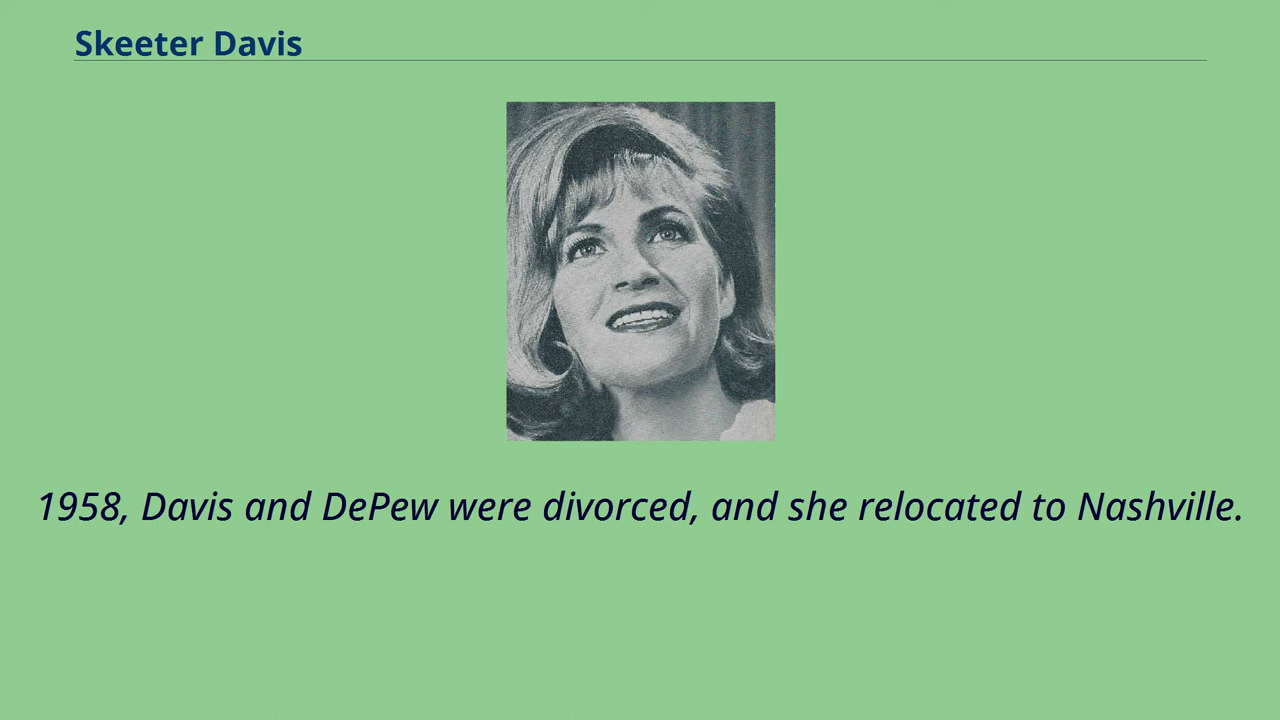 Skeeter Davis
1958, Davis and DePew were divorced, and she relocated to Nashville.